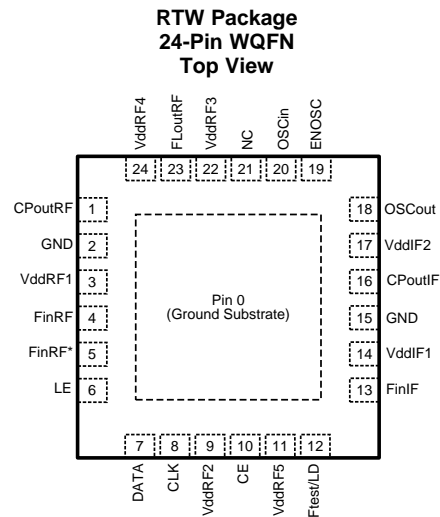 RTW Package
24-Pin WQFN
Top View
VddRF4
FLoutRF
VddRF3
NC
OSCin
ENOSC
24 23 22 21 20 19
CPoutRF 1
GND 2
VddRF1 3
FinRF 4
FinRF* 5
LE 6
Pin 0
(Ground Substrate)
18 OSCout
17 VddIF2
16 CPoutIF
15 GND
14 VddIF1
13 FinIF
7 8 9 10 11 12
DATA
CLK
VddRF2
CE
VddRF5
Ftest/LD